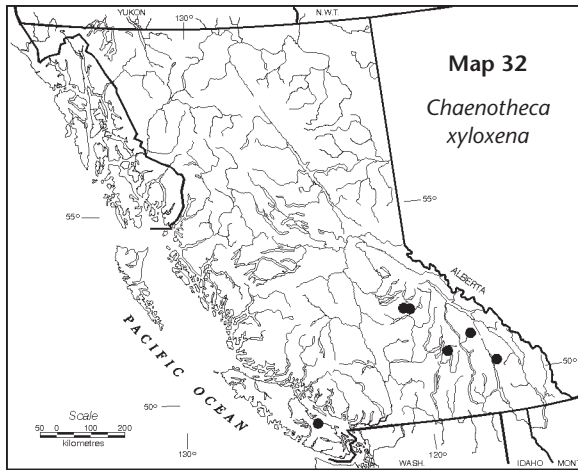 YUKON
130°
N.W.T.
Map 32
Chaenotheca
xyloxena
55°
55°
ALBERTA
PACIFIC OCEAN
50°
Scale
50 0 100 200
kilometres
50°
130°
120°
WASH.
IDAHO
MONT